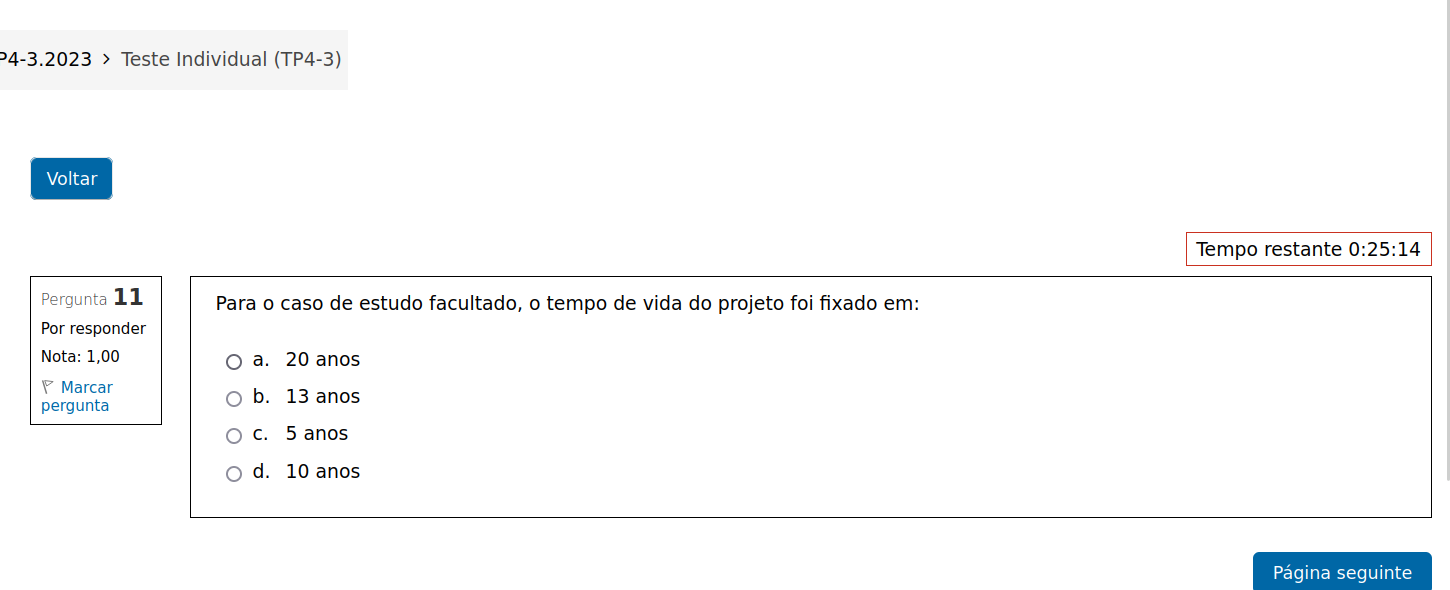 P4-3.2023 > Teste Individual (TP4-3)
Voltar
Tempo restante 0:25:14
Pergunta 11
Por responder
Nota: 1,00
Marcar
pergunta
Para o caso de estudo facultado, o tempo de vida do projeto foi fixado em:
a. 20 anos
b. 13 anos
c. 5 anos
d. 10 anos
Página seguinte